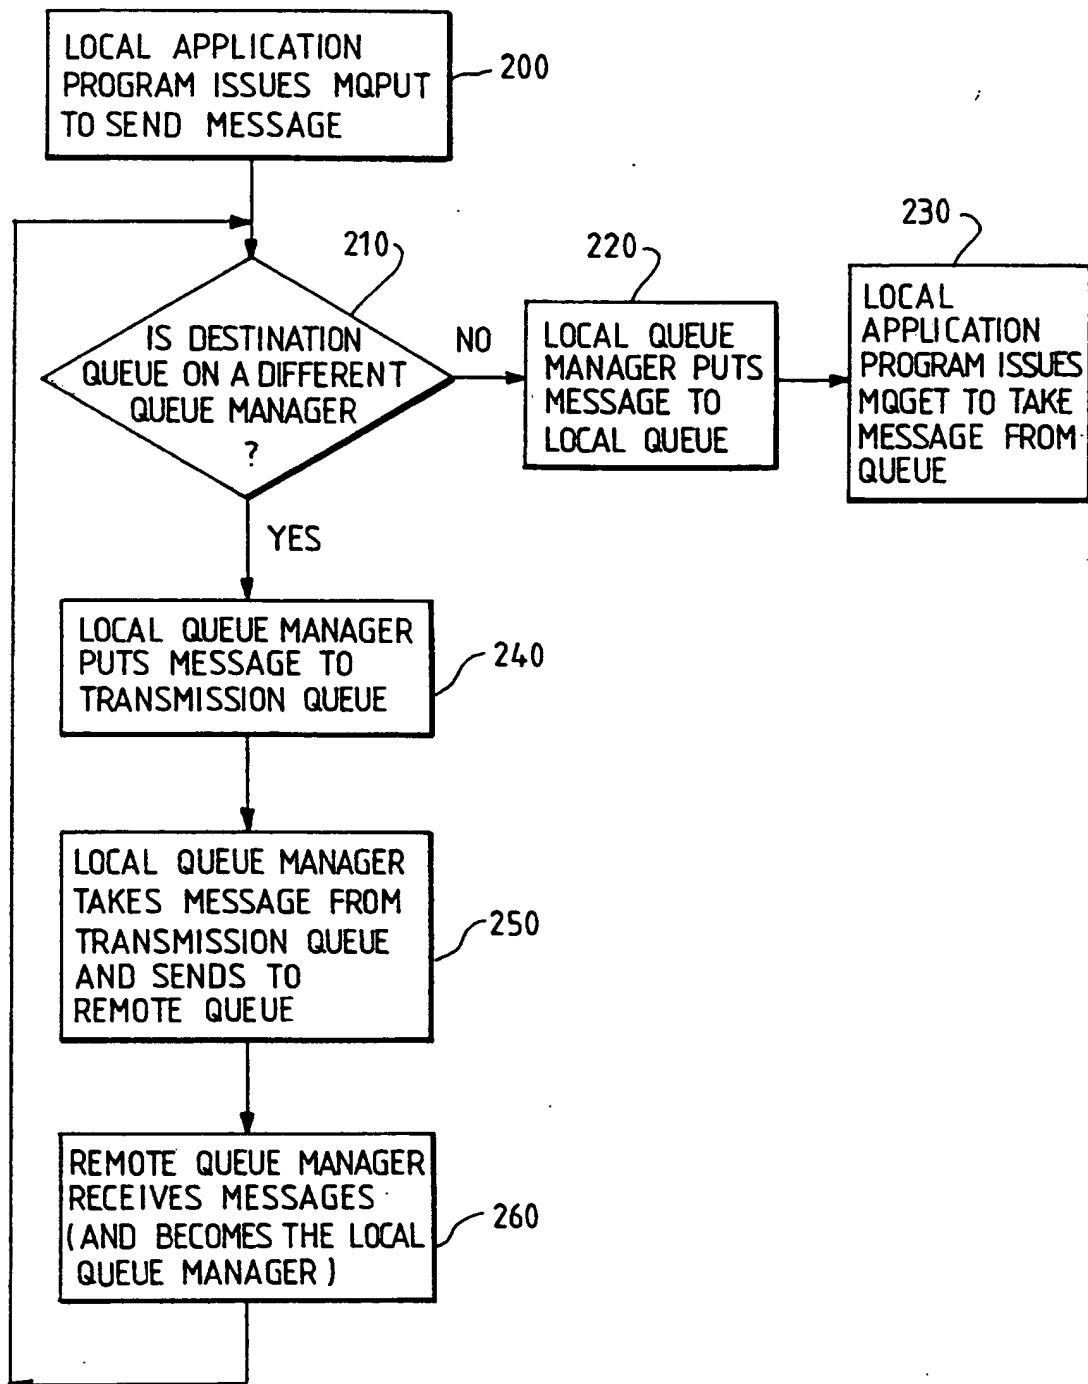 LOCAL APPLICATION
PROGRAM ISSUES MQPUT
TO SEND MESSAGE
200
210
IS DESTINATION
QUEUE ON A DIFFERENT
QUEUE MANAGER
?
NO
YES
220
LOCAL QUEUE
MANAGER PUTS
MESSAGE TO
LOCAL QUEUE
230
LOCAL
APPLICATION
PROGRAM ISSUES
MQGET TO TAKE
MESSAGE FROM
QUEUE
LOCAL QUEUE MANAGER
PUTS MESSAGE TO
TRANSMISSION QUEUE
240
LOCAL QUEUE MANAGER
TAKES MESSAGE FROM
TRANSMISSION QUEUE
AND SENDS TO
REMOTE QUEUE
250
REMOTE QUEUE MANAGER
RECEIVES MESSAGES
(AND BECOMES THE LOCAL
QUEUE MANAGER)
260